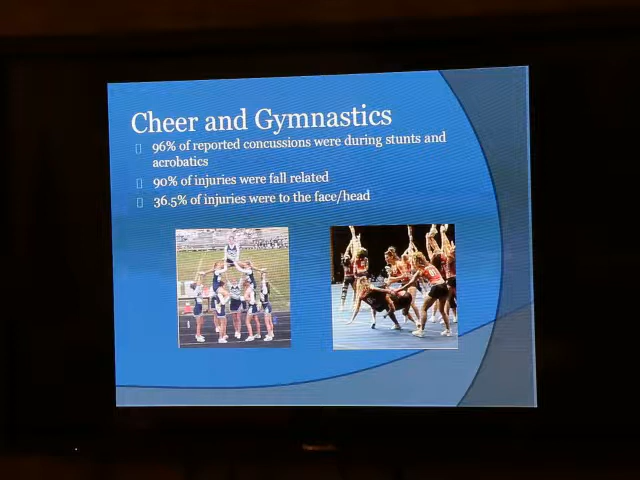 Cheer and Gymnastics
96% of reported concussions were during stunts and
acrobatics
90% of injuries were fall related
36.5% of injuries were to the face/head